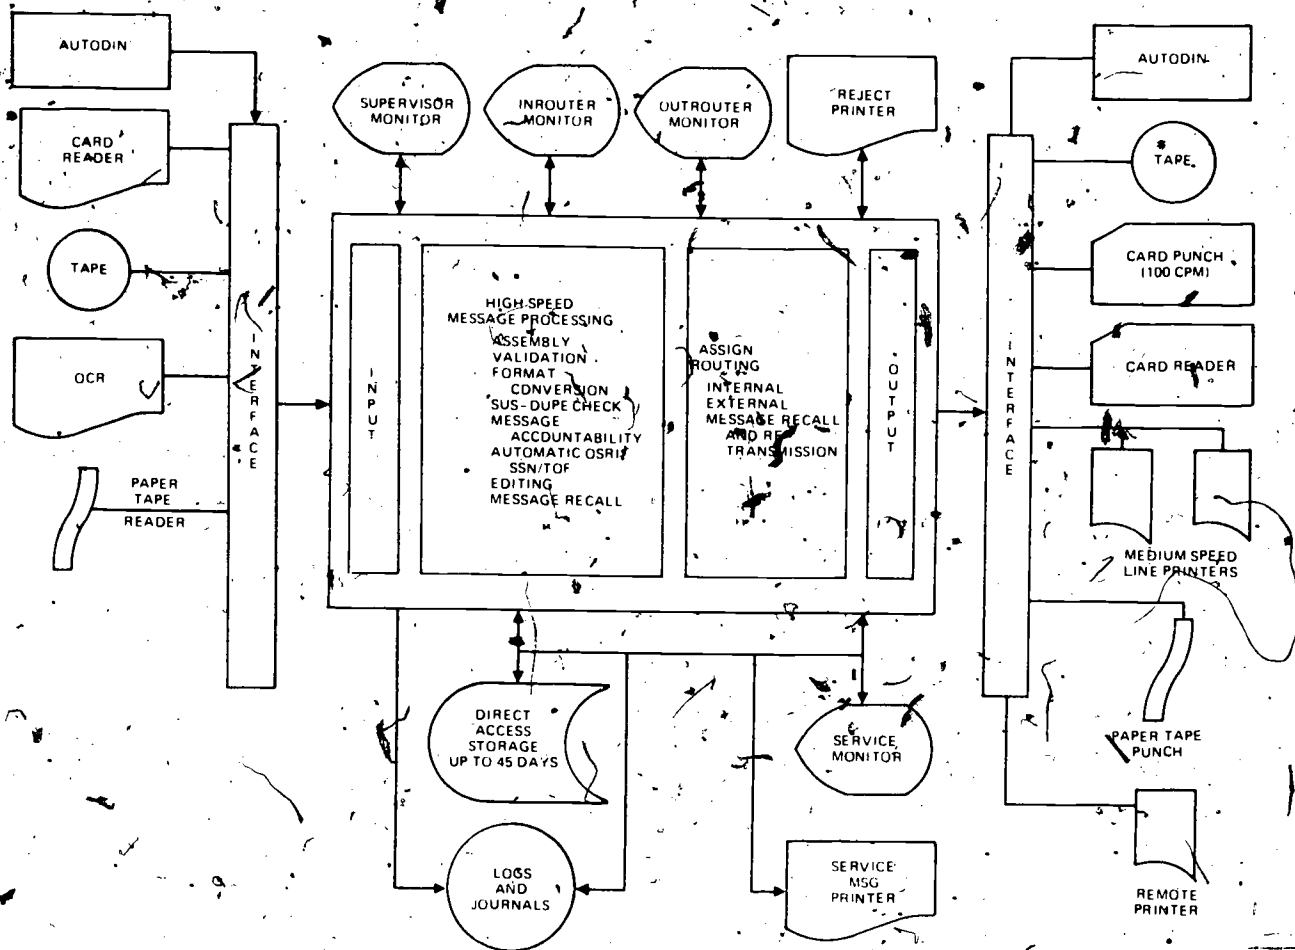 AUTODIN
CARD
READER
TAPE
OCR
PAPER
TAPE
READER
INTERFACE
SUPERVISOR
MONITOR
INROUTER
MONITOR
OUTROUTER
MONITOR
REJECT
PRINTER
INPUT
HIGH-SPEED
MESSAGE PROCESSING
ASSEMBLY
VALIDATION
FORMAT
CONVERSION
SUS-DUPE CHECK
MESSAGE
ACCOUNTABILITY
AUTOMATIC OSRI/
SSN/TOF
EDITING
MESSAGE RECALL
ASSIGN
ROUTING
INTERNAL
EXTERNAL
MESSAGE RECALL
AND RE
TRANSMISSION
OUTPUT
DIRECT
ACCESS
STORAGE
UP TO 45 DAYS
LOGS
AND
JOURNALS
SERVICE
MONITOR
SERVICE
MSG
PRINTER
INTERFACE
AUTODIN
TAPE
CARD PUNCH
(100 CPM)
CARD READER
MEDIUM SPEED
LINE PRINTERS
PAPER TAPE
PUNCH
REMOTE
PRINTER